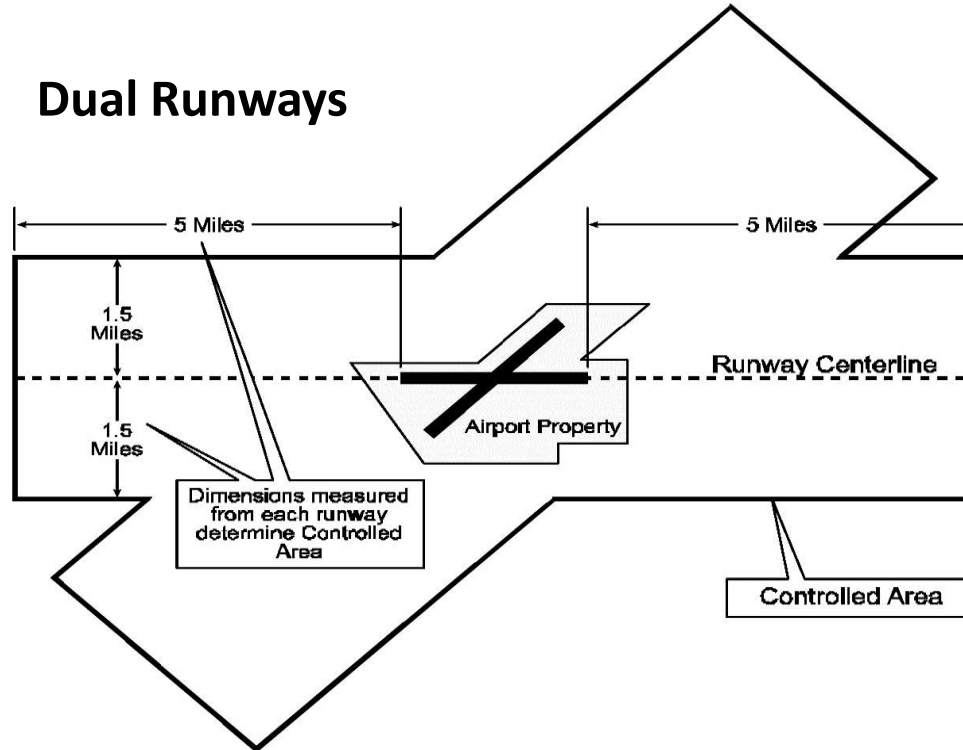 Dual Runways
5 Miles
5 Miles
1.5
Miles
Runway Centerline
1.5
Miles
Airport Property
Dimensions measured
from each runway
determine Controlled
Area
Controlled Area